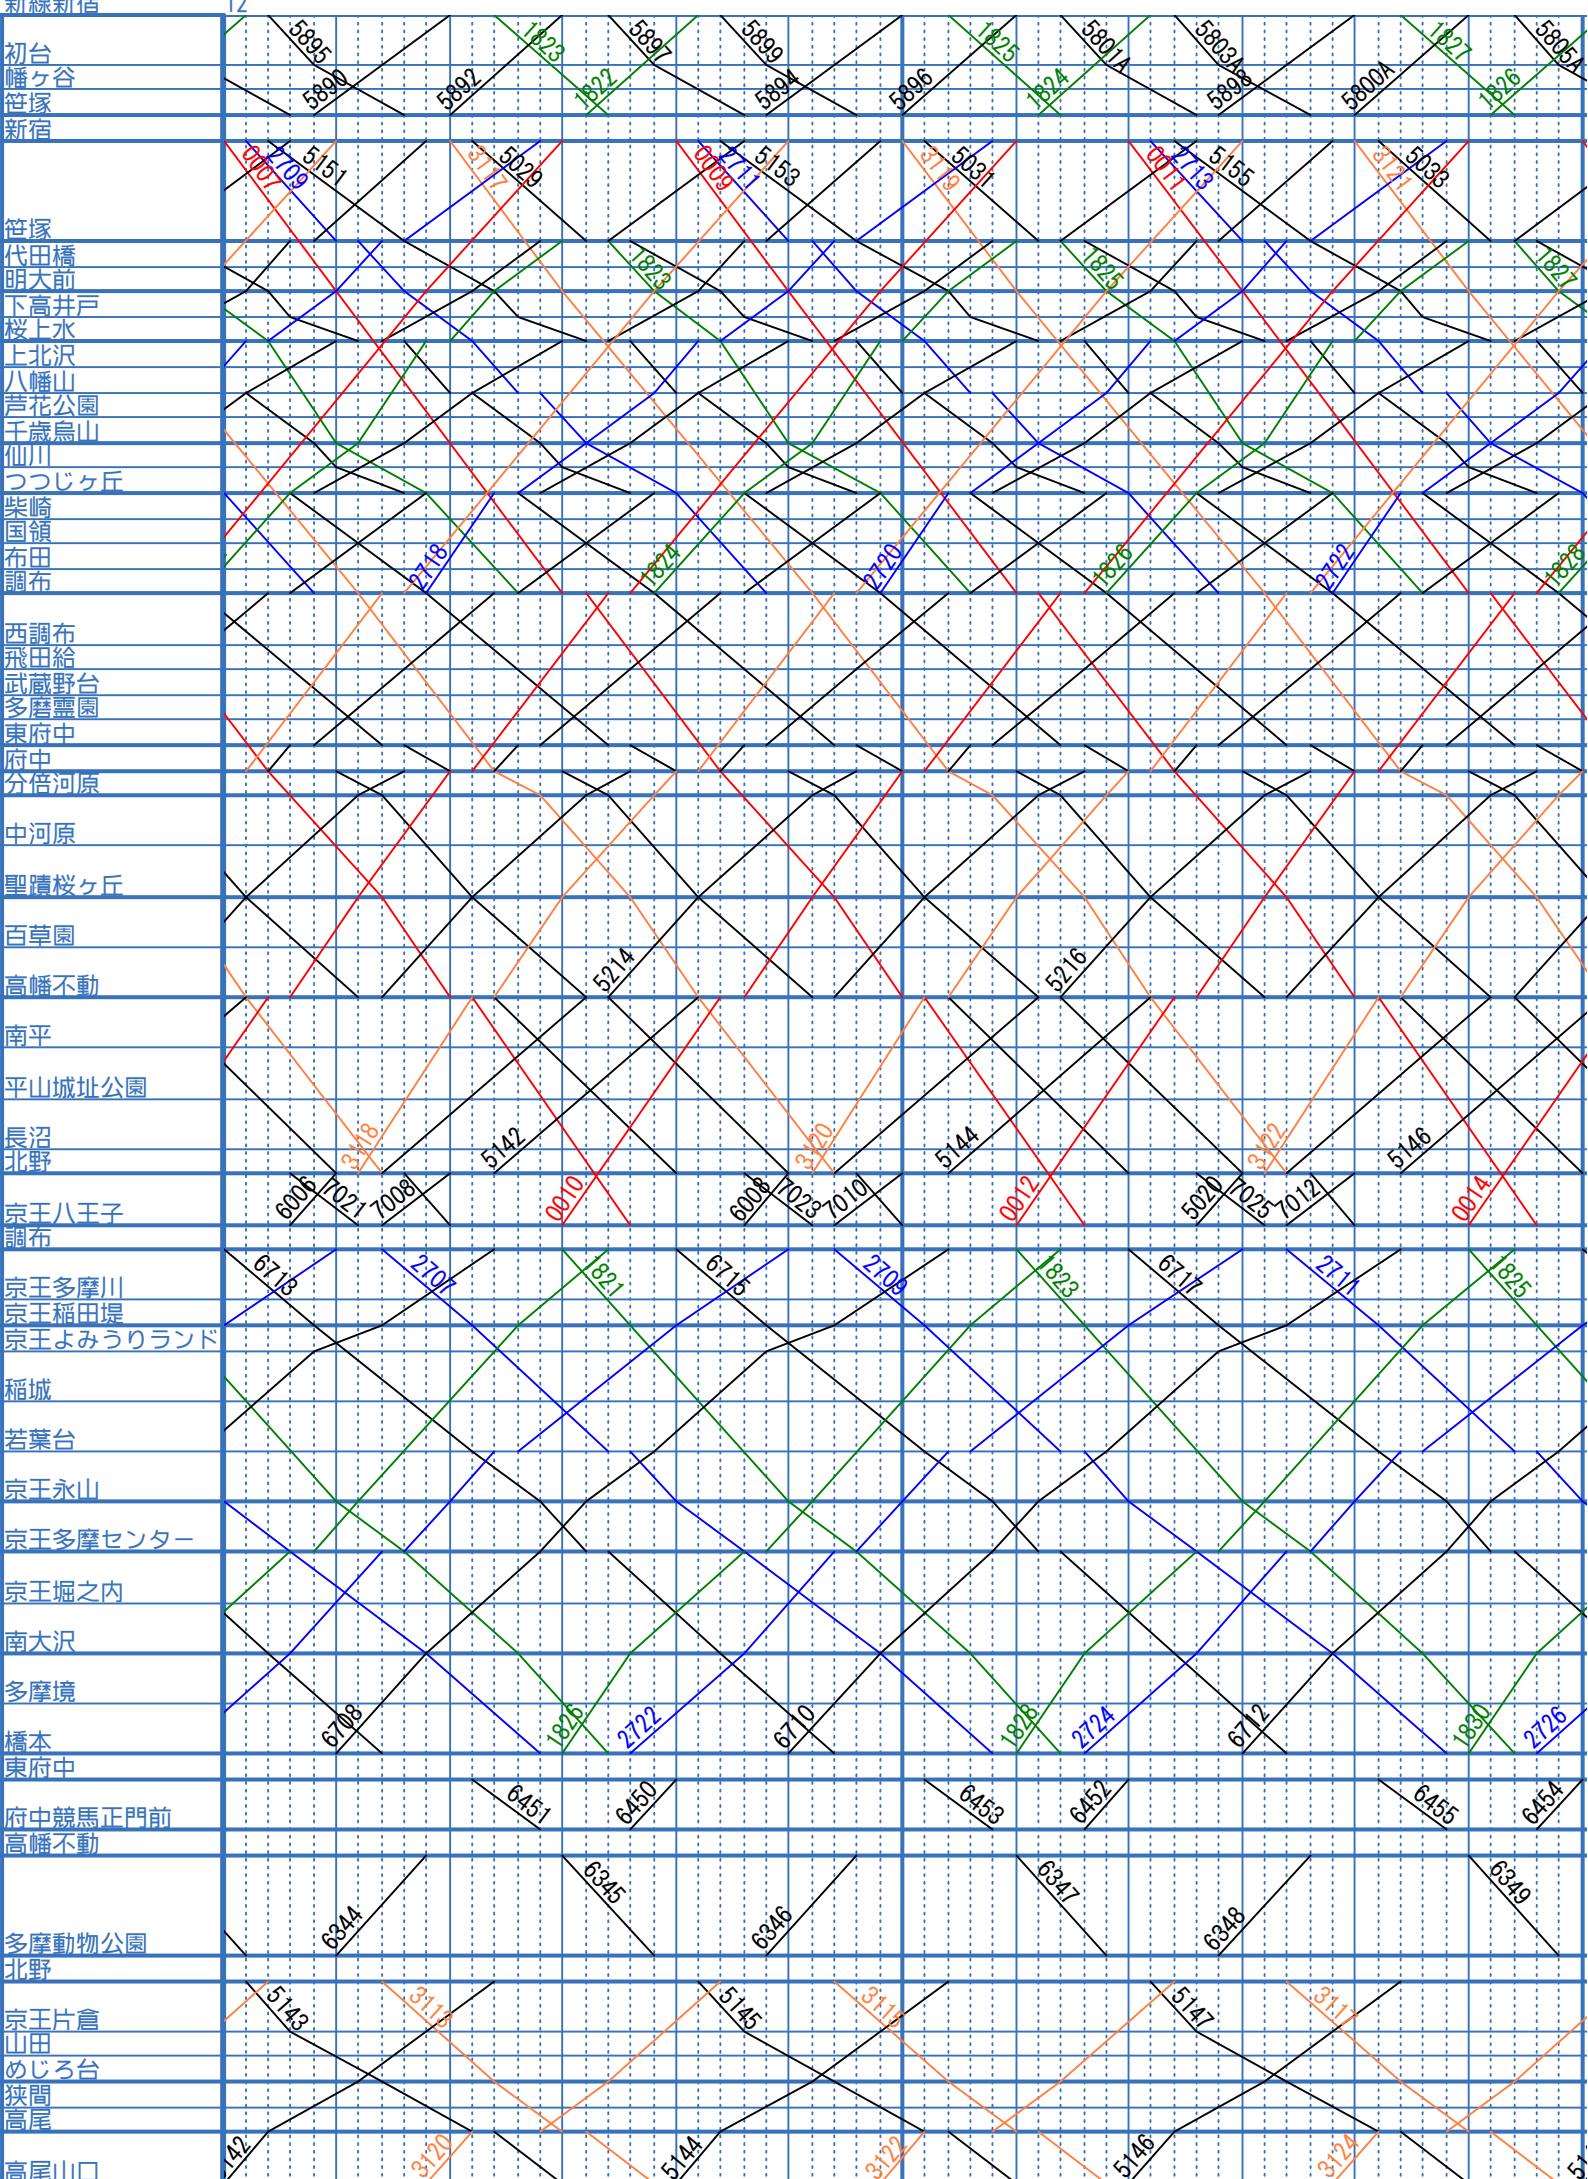 新線新宿 12
初台 5895 1823 5897 5899 1825 5801A 5803A 1827 5805A
幡ヶ谷
笹塚 5890 5892 1822 5894 5896 1824 5898 5800A 1826
新宿
0007 2709 5151 3117 5029 0009 2711 5153 3119 5031 0011 2713 5155 3121 5033
笹塚
代田橋
明大前 1823 1825 1827
下高井戸
桜上水
上北沢
八幡山
芦花公園
千歳烏山
仙川
つつじヶ丘
柴崎
国領
布田
調布 2718 1824 2720 1826 2722 1828
西調布
飛田給
武蔵野台
多磨霊園
東府中
府中
分倍河原
中河原
聖蹟桜ヶ丘
百草園
高幡不動 5214 5216
南平
平山城址公園
長沼
北野 3118 5142 3120 5144 3122 5146
京王八王子 6006 7021 7008 0010 6008 7023 7010 0012 5020 7025 7012 0014
調布
京王多摩川 6713 2707 1821 6715 2709 1823 6717 2711 1825
京王稲田堤
京王よみうりランド
稲城
若葉台
京王永山
京王多摩センター
京王堀之内
南大沢
多摩境
橋本 6708 1826 2722 6710 1828 2724 6712 1830 2726
東府中
府中競馬正門前 6451 6450 6453 6452 6455 6454
高幡不動
6345 6347 6349
多摩動物公園 6344 6346 6348
北野
京王片倉 5143 5145 3115 5147
山田
めじろ台
狭間
高尾
高尾山口 142 3120 5144 3122 5146 3124